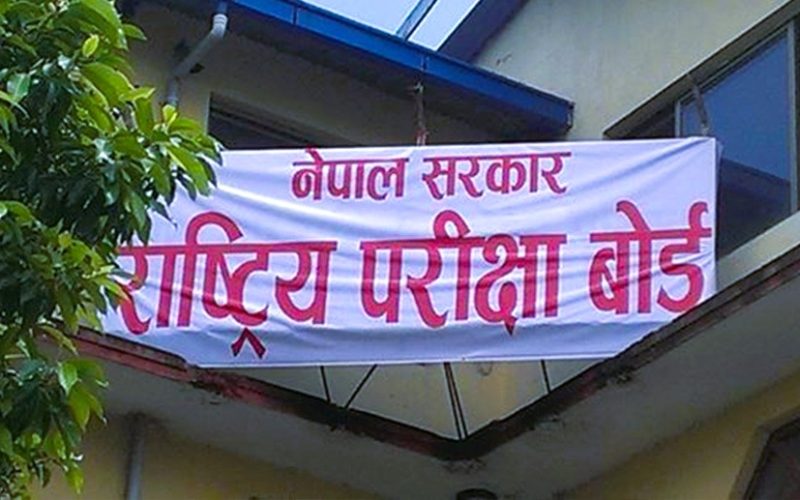 नेपाल सरकार
राष्ट्रिय परीक्षा बोर्ड